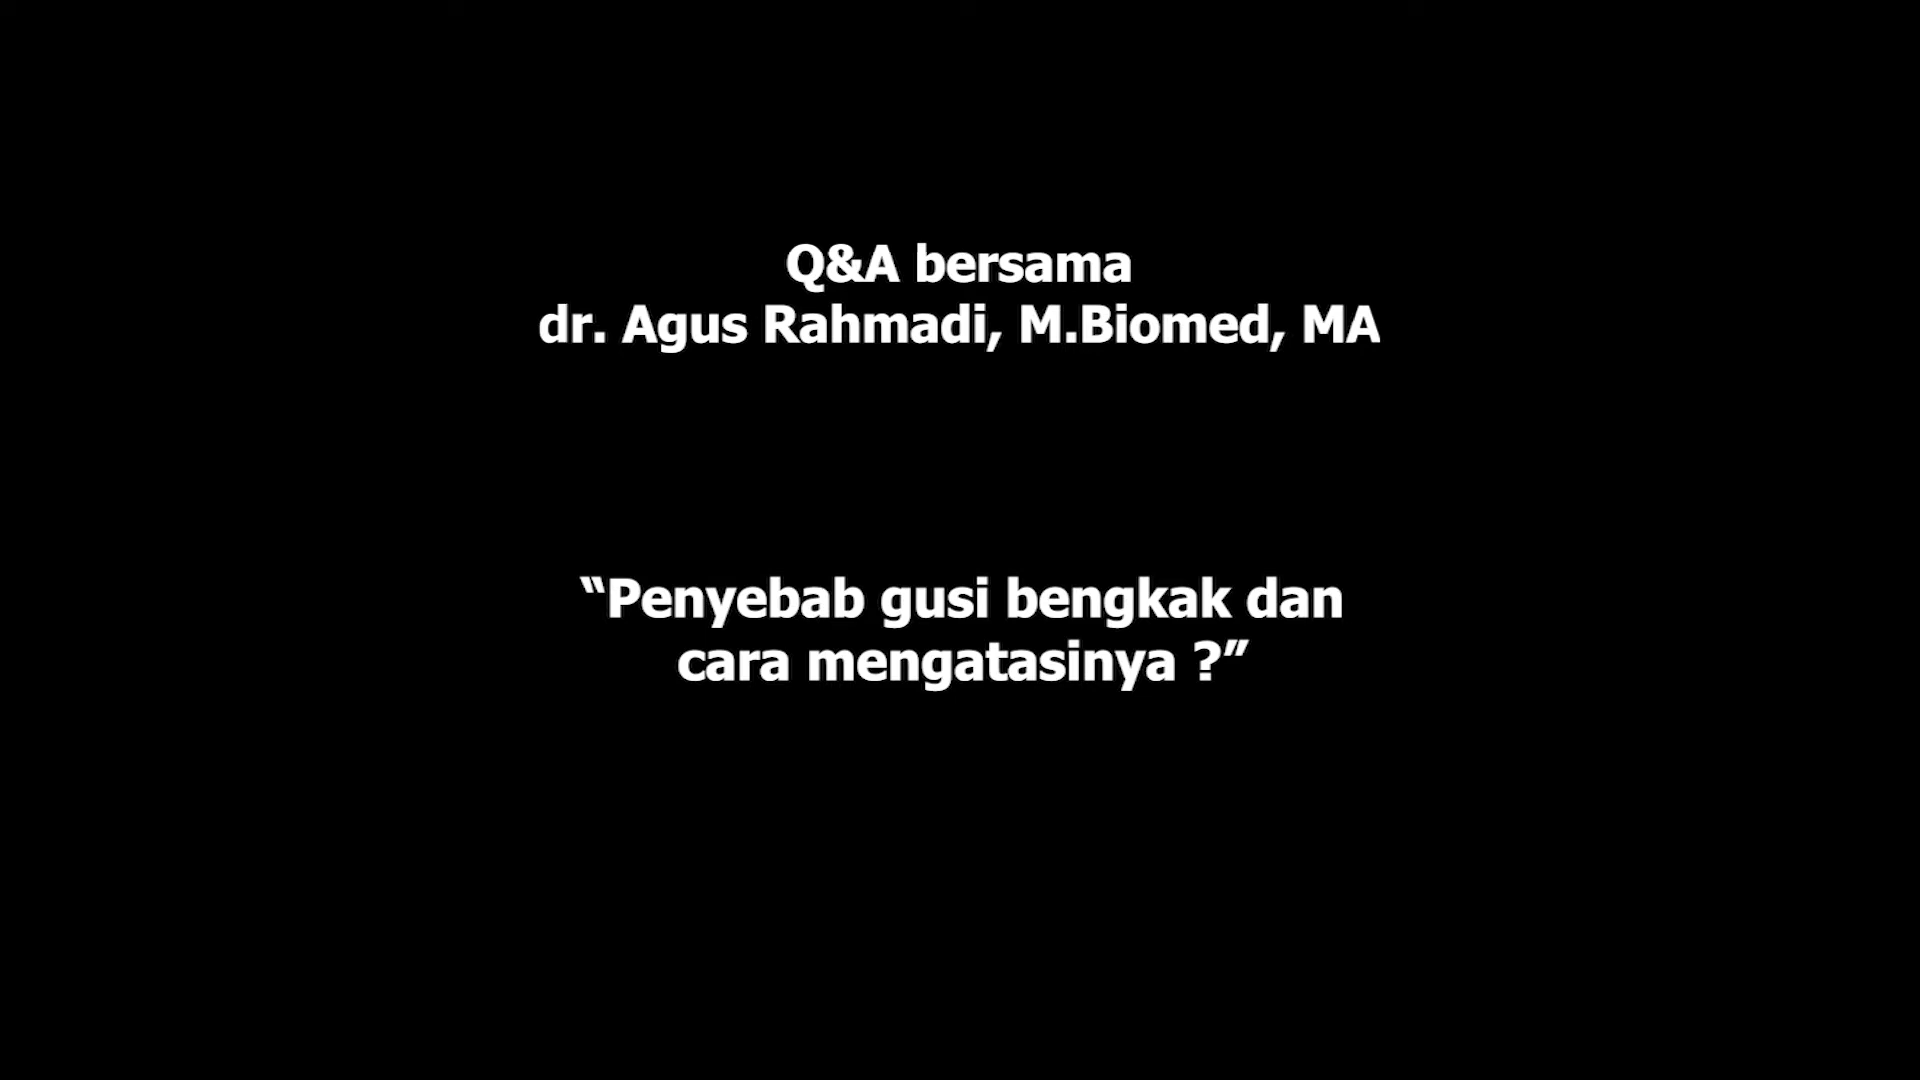 Q&A bersama
dr. Agus Rahmadi, M.Biomed, MA
“Penyebab gusi bengkak dan
cara mengatasinya ?”